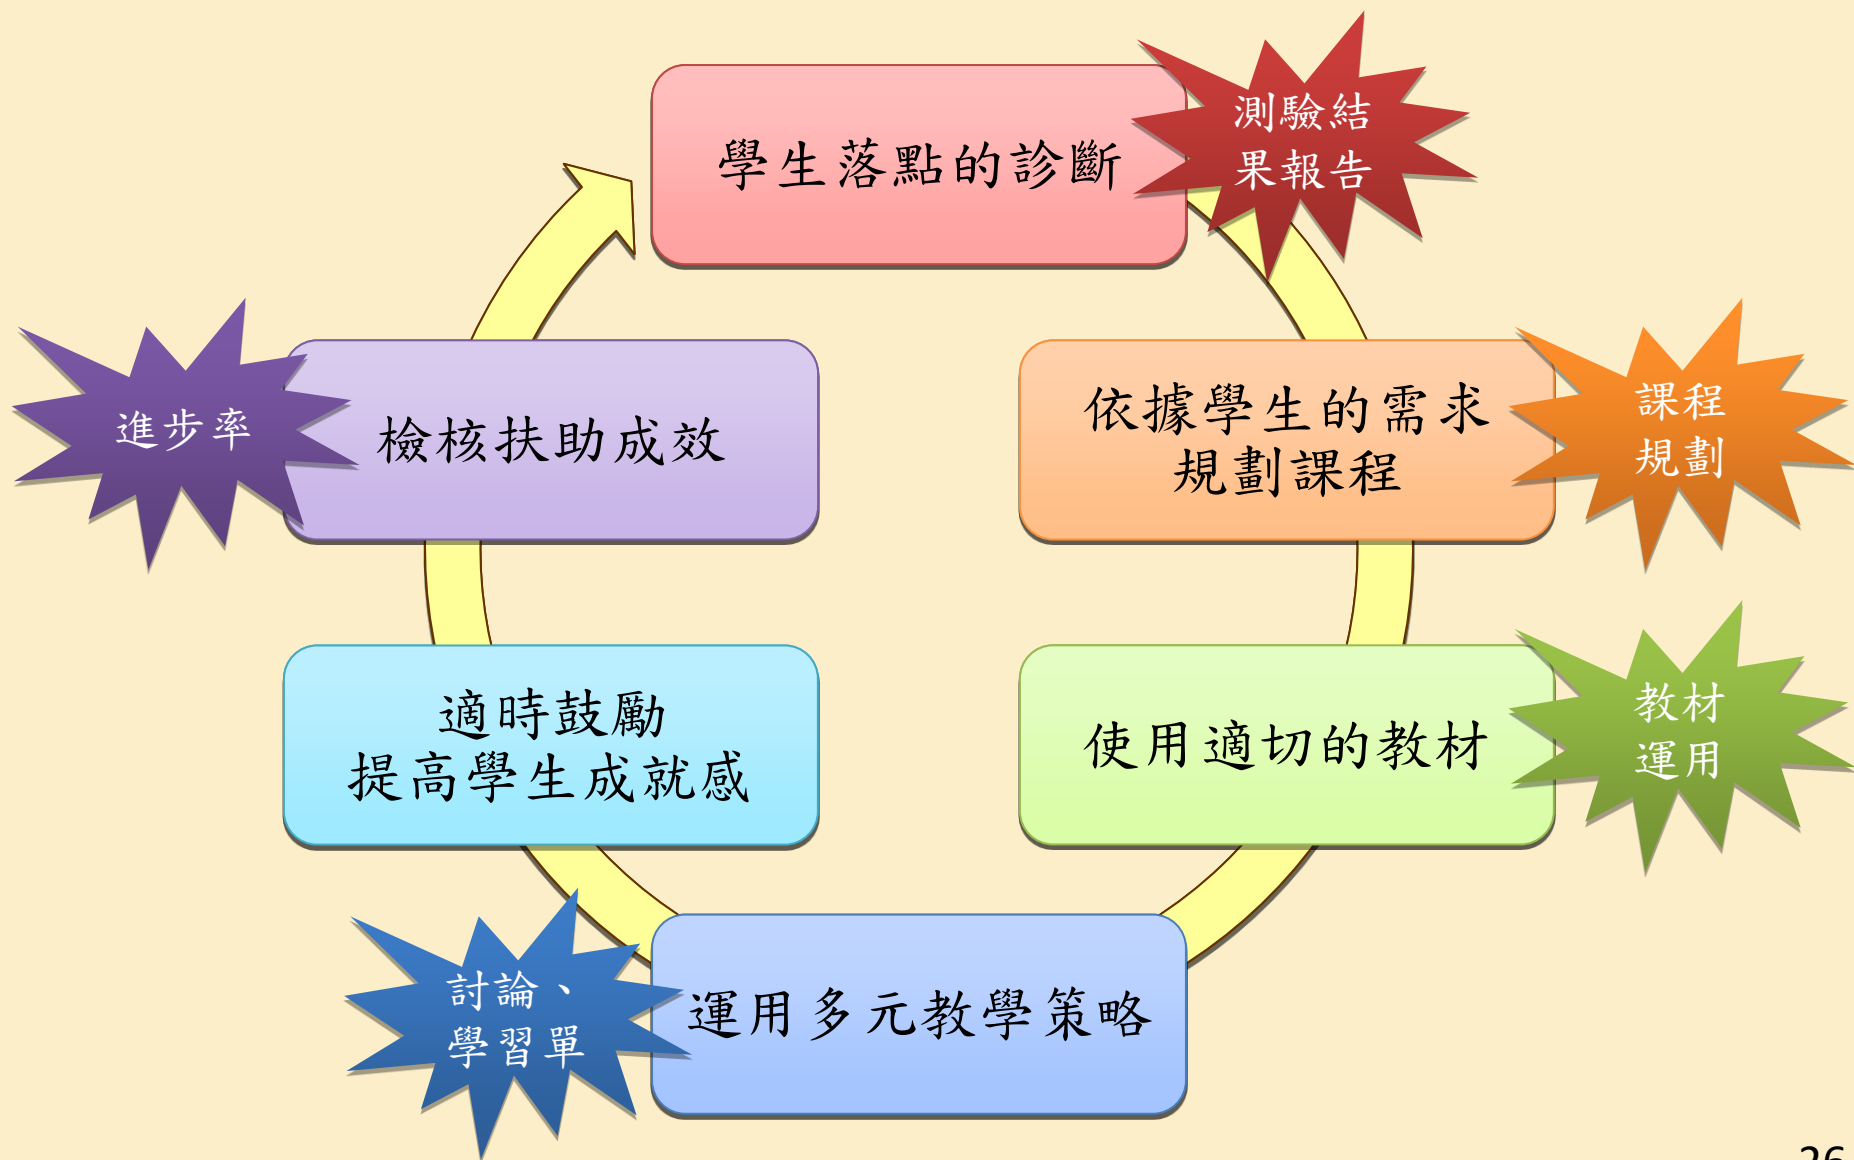 學生落點的診斷
測驗結
果報告
依據學生的需求
規劃課程
課程
規劃
使用適切的教材
教材
運用
運用多元教學策略
討論、
學習單
適時鼓勵
提高學生成就感
檢核扶助成效
進步率
26